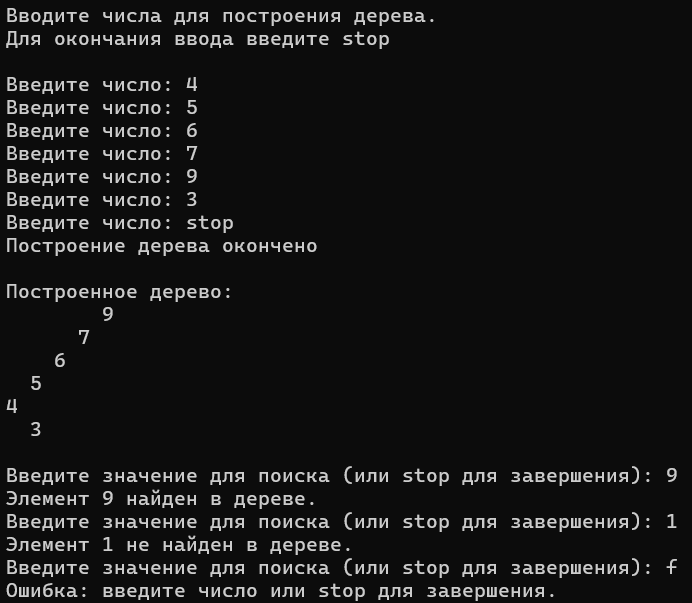 Вводите числа для построения дерева.
Для окончания ввода введите stop
Введите число: 4
Введите число: 5
Введите число: 6
Введите число: 7
Введите число: 9
Введите число: 3
Введите число: stop
Построение дерева окончено
Построенное дерево:
9
7
6
5
4
3
Введите значение для поиска (или stop для завершения): 9
Элемент 9 найден в дереве.
Введите значение для поиска (или stop для завершения): 1
Элемент 1 не найден в дереве.
Введите значение для поиска (или stop для завершения): f
Ошибка: введите число или stop для завершения.